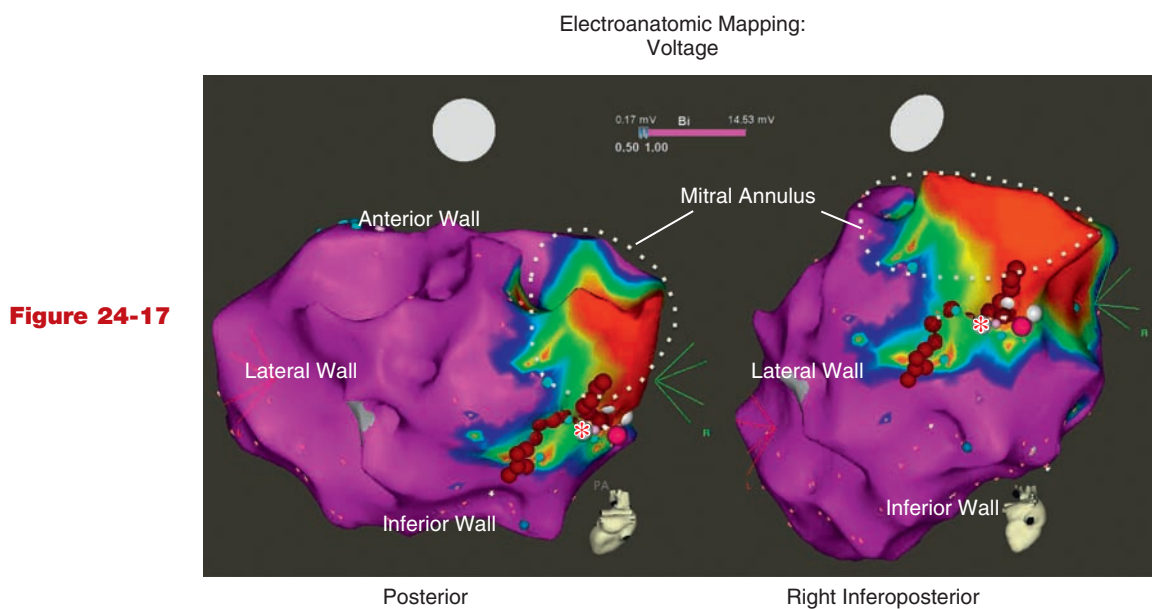 Electroanatomic Mapping:
Voltage
0.17 mV Bi 14.53 mV
0.50 1.00
Mitral Annulus
Anterior Wall
Figure 24-17
Lateral Wall
Lateral Wall
R
R
L
PA
Inferior Wall
Inferior Wall
Posterior
Right Inferoposterior